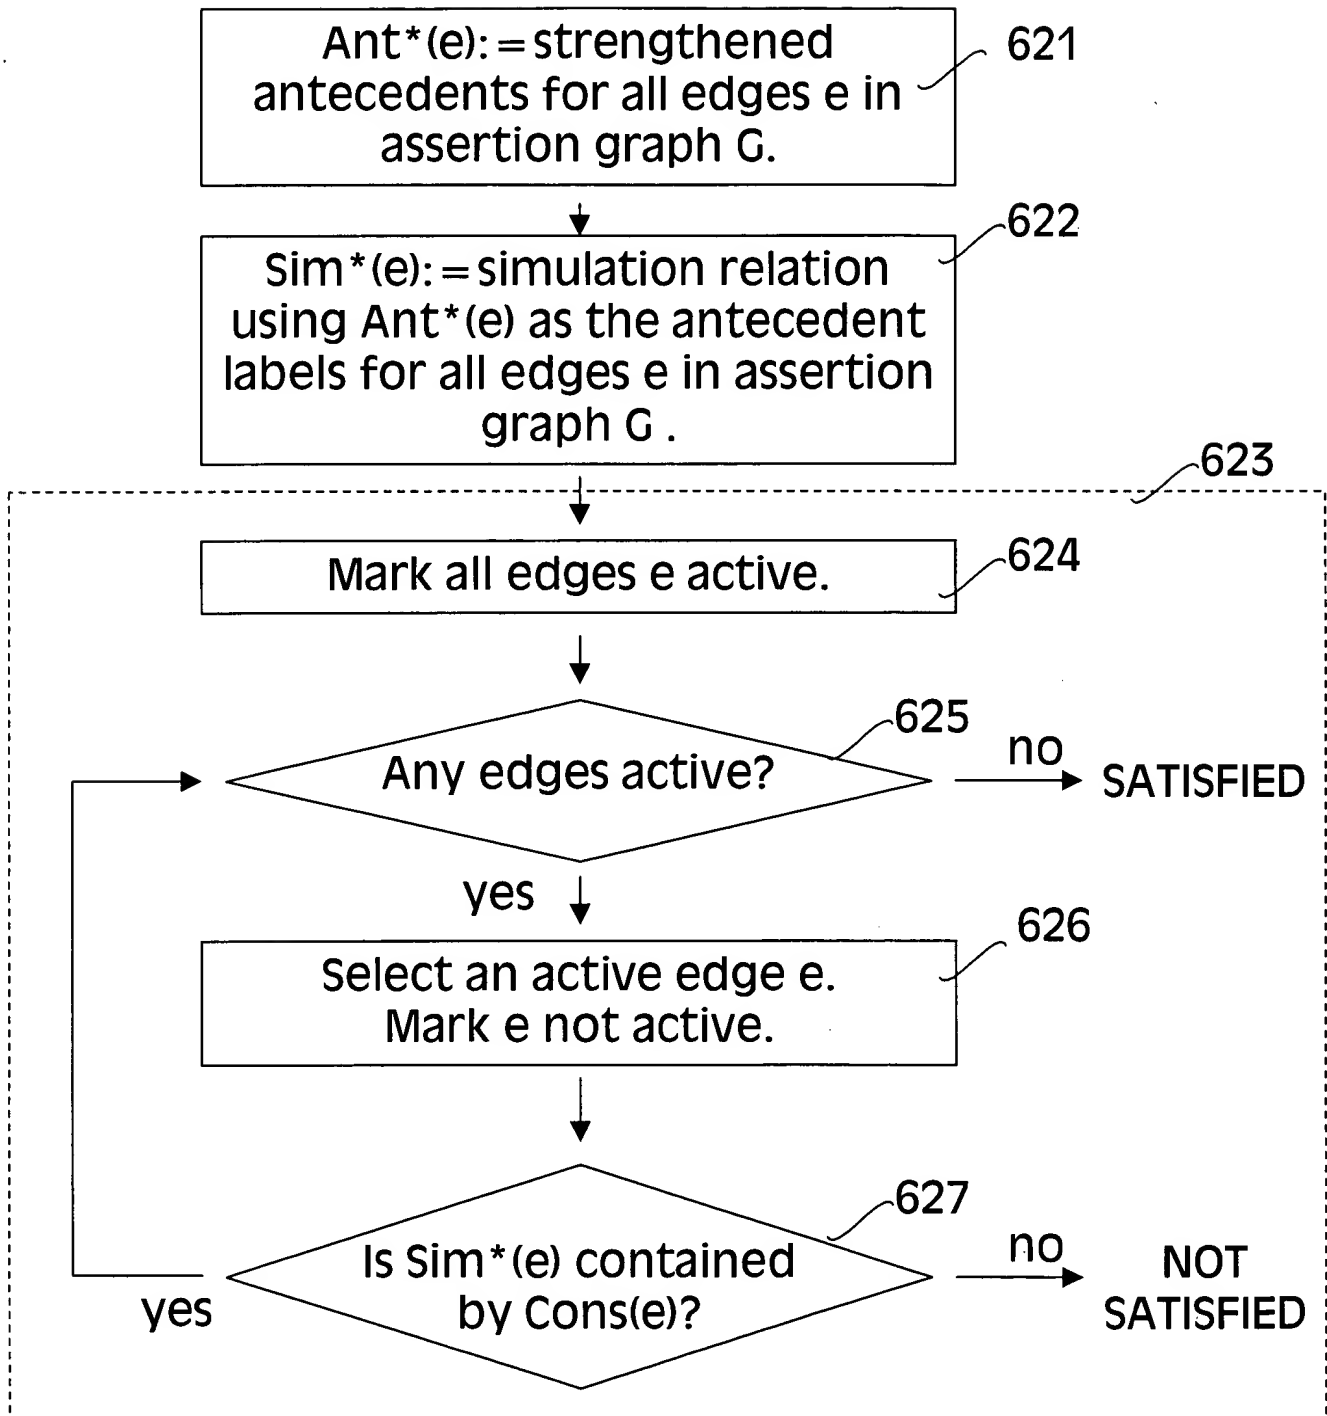 Ant*(e):=strengthened
antecedents for all edges e in
assertion graph G.
621
Sim*(e):=simulation relation
using Ant*(e) as the antecedent
labels for all edges e in assertion
graph G .
622
623
Mark all edges e active.
624
Any edges active?
625
no
SATISFIED
yes
Select an active edge e.
Mark e not active.
626
Is Sim*(e) contained
by Cons(e)?
627
no
NOT
SATISFIED
yes